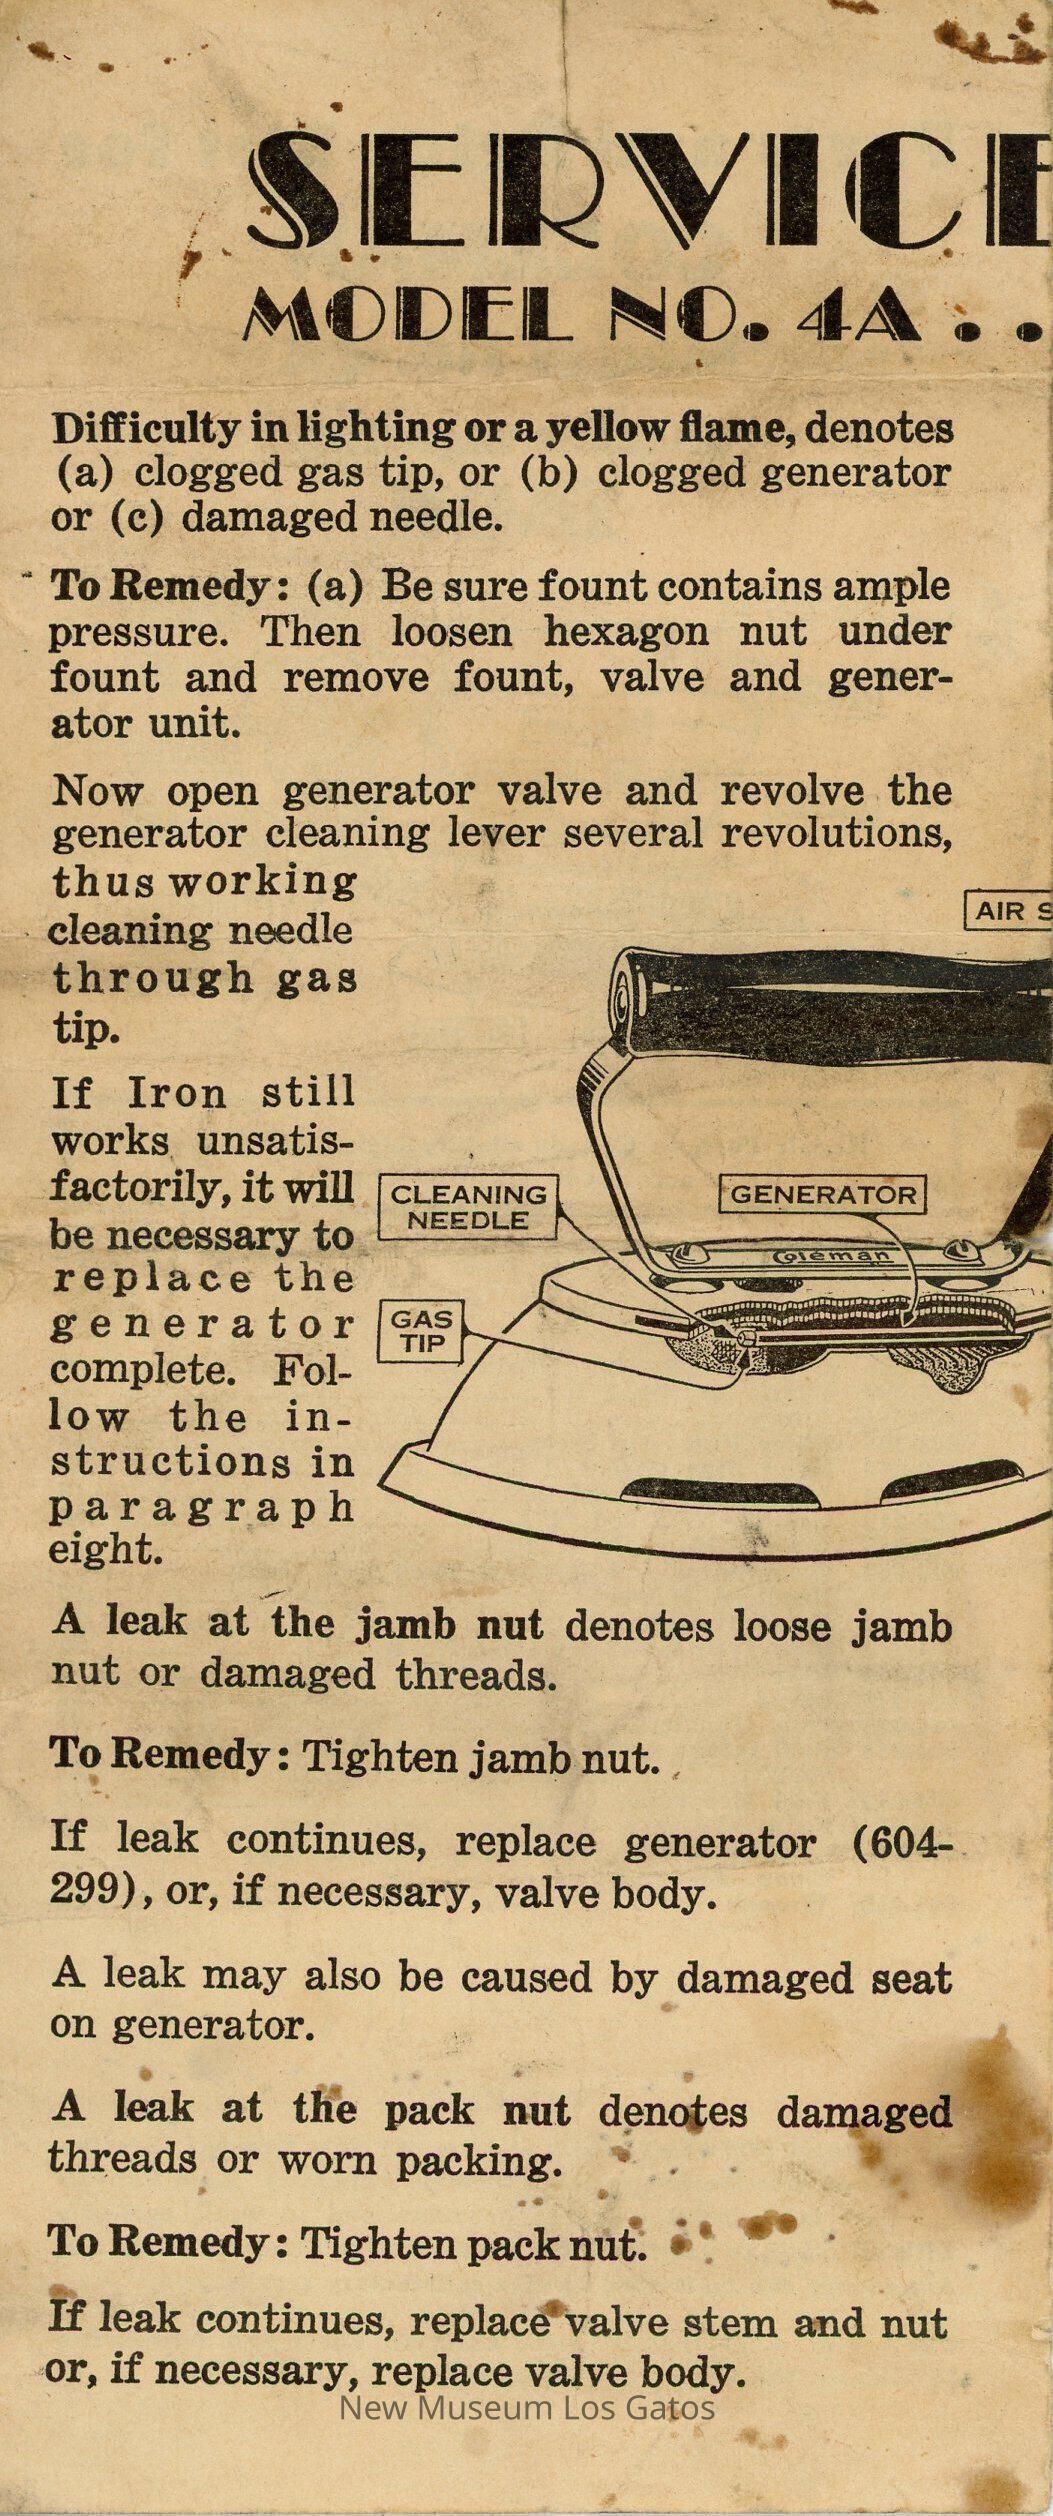 SERVICE
MODEL NO. 4A . .
Difficulty in lighting or a yellow flame, denotes
(a) clogged gas tip, or (b) clogged generator
or (c) damaged needle.
To Remedy: (a) Be sure fount contains ample
pressure. Then loosen hexagon nut under
fount and remove fount, valve and gener-
ator unit.
Now open generator valve and revolve the
generator cleaning lever several revolutions,
thus working
cleaning needle
through gas
tip.
If Iron still
works unsatis-
factorily, it will
be necessary to
replace the
generator
complete. Fol-
low the in-
structions in
paragraph
eight.
AIR S
CLEANING
NEEDLE
GENERATOR
Coleman
GAS
TIP
A leak at the jamb nut denotes loose jamb
nut or damaged threads.
To Remedy: Tighten jamb nut.
If leak continues, replace generator (604-
299), or, if necessary, valve body.
A leak may also be caused by damaged seat
on generator.
A leak at the pack nut denotes damaged
threads or worn packing.
To Remedy: Tighten pack nut.
If leak continues, replace valve stem and nut
or, if necessary, replace valve body.
New Museum Los Gatos